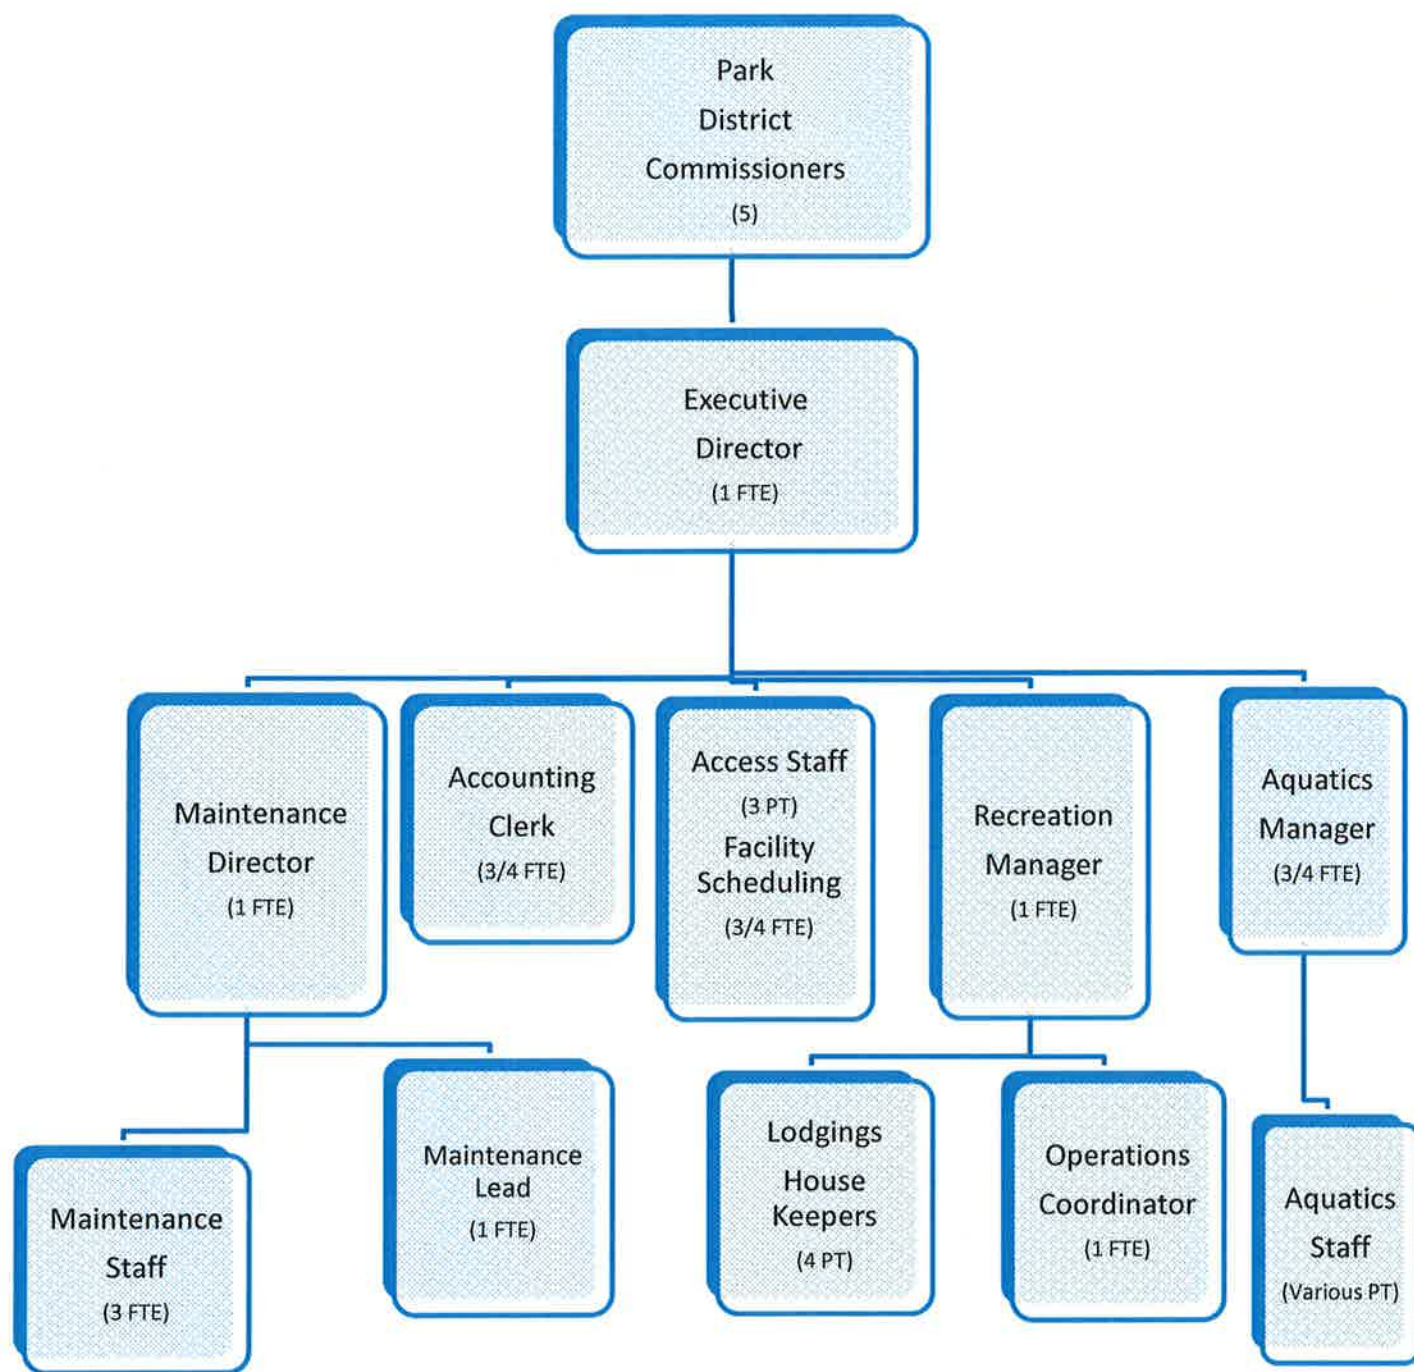 Park
District
Commissioners
(5)
Executive
Director
(1 FTE)
Maintenance
Director
(1 FTE)
Accounting
Clerk
(3/4 FTE)
Access Staff
(3 PT)
Facility
Scheduling
(3/4 FTE)
Recreation
Manager
(1 FTE)
Aquatics
Manager
(3/4 FTE)
Maintenance
Staff
(3 FTE)
Maintenance
Lead
(1 FTE)
Lodgings
House
Keepers
(4 PT)
Operations
Coordinator
(1 FTE)
Aquatics
Staff
(Various PT)